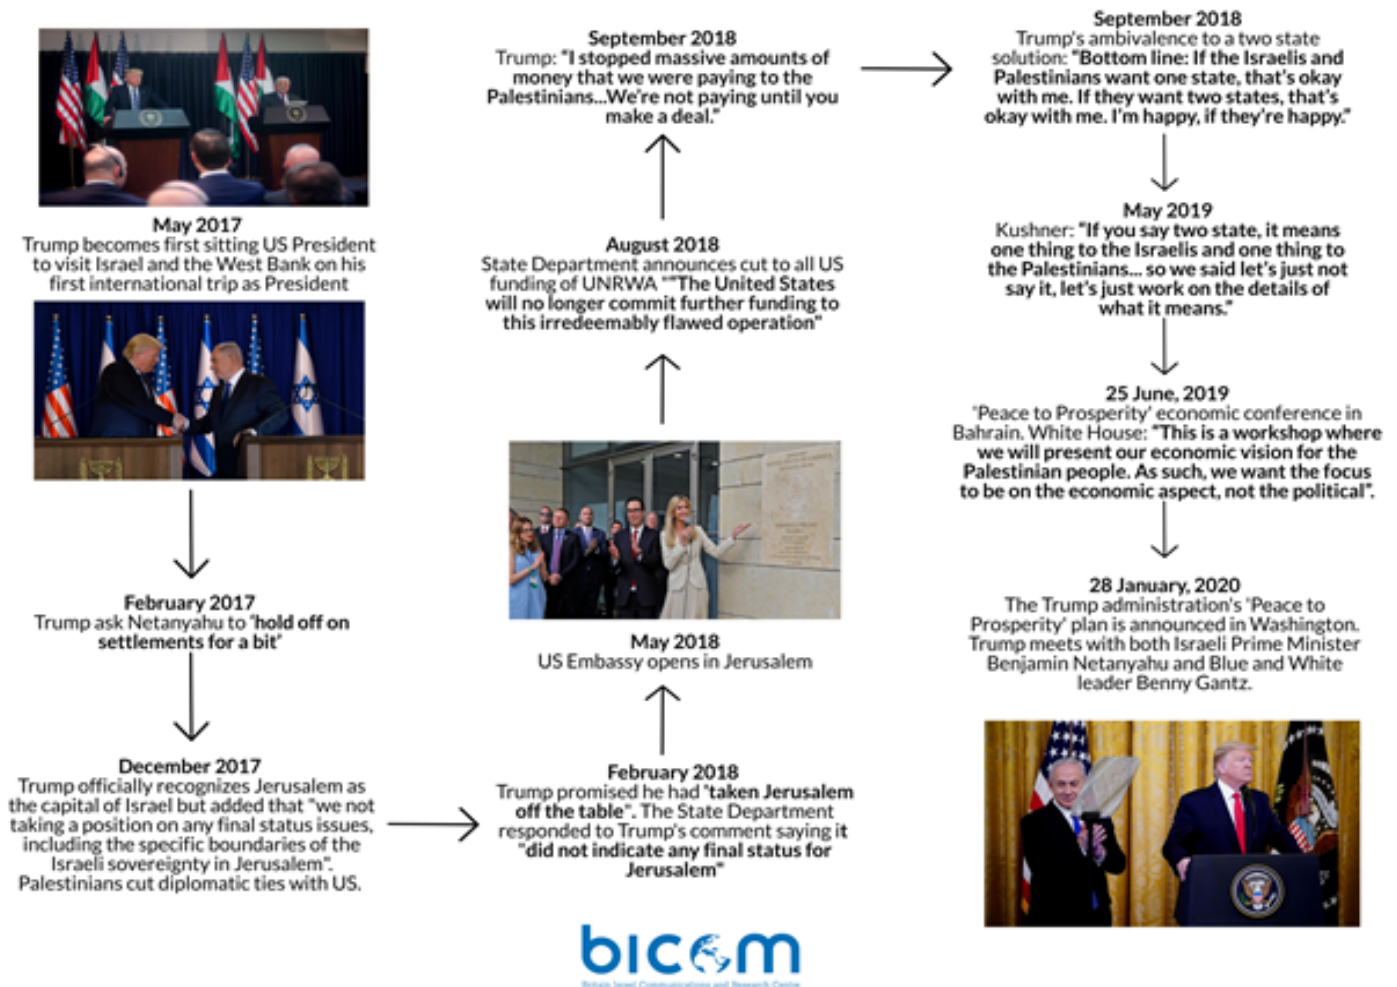 May 2017
Trump becomes first sitting US President
to visit Israel and the West Bank on his
first international trip as President
February 2017
Trump ask Netanyahu to 'hold off on
settlements for a bit'
December 2017
Trump officially recognizes Jerusalem as
the capital of Israel but added that "we not
taking a position on any final status issues,
including the specific boundaries of the
Israeli sovereignty in Jerusalem".
Palestinians cut diplomatic ties with US.
February 2018
Trump promised he had "taken Jerusalem
off the table". The State Department
responded to Trump's comment saying it
"did not indicate any final status for
Jerusalem"
May 2018
US Embassy opens in Jerusalem
August 2018
State Department announces cut to all US
funding of UNRWA ""The United States
will no longer commit further funding to
this irredeemably flawed operation"
September 2018
Trump: "I stopped massive amounts of
money that we were paying to the
Palestinians...We're not paying until you
make a deal."
September 2018
Trump's ambivalence to a two state
solution: "Bottom line: If the Israelis and
Palestinians want one state, that's okay
with me. If they want two states, that's
okay with me. I'm happy, if they're happy."
May 2019
Kushner: "If you say two state, it means
one thing to the Israelis and one thing to
the Palestinians... so we said let's just not
say it, let's just work on the details of
what it means."
25 June, 2019
'Peace to Prosperity' economic conference in
Bahrain. White House: "This is a workshop where
we will present our economic vision for the
Palestinian people. As such, we want the focus
to be on the economic aspect, not the political".
28 January, 2020
The Trump administration's 'Peace to
Prosperity' plan is announced in Washington.
Trump meets with both Israeli Prime Minister
Benjamin Netanyahu and Blue and White
leader Benny Gantz.
bicom
Britain Israel Communications and Research Centre